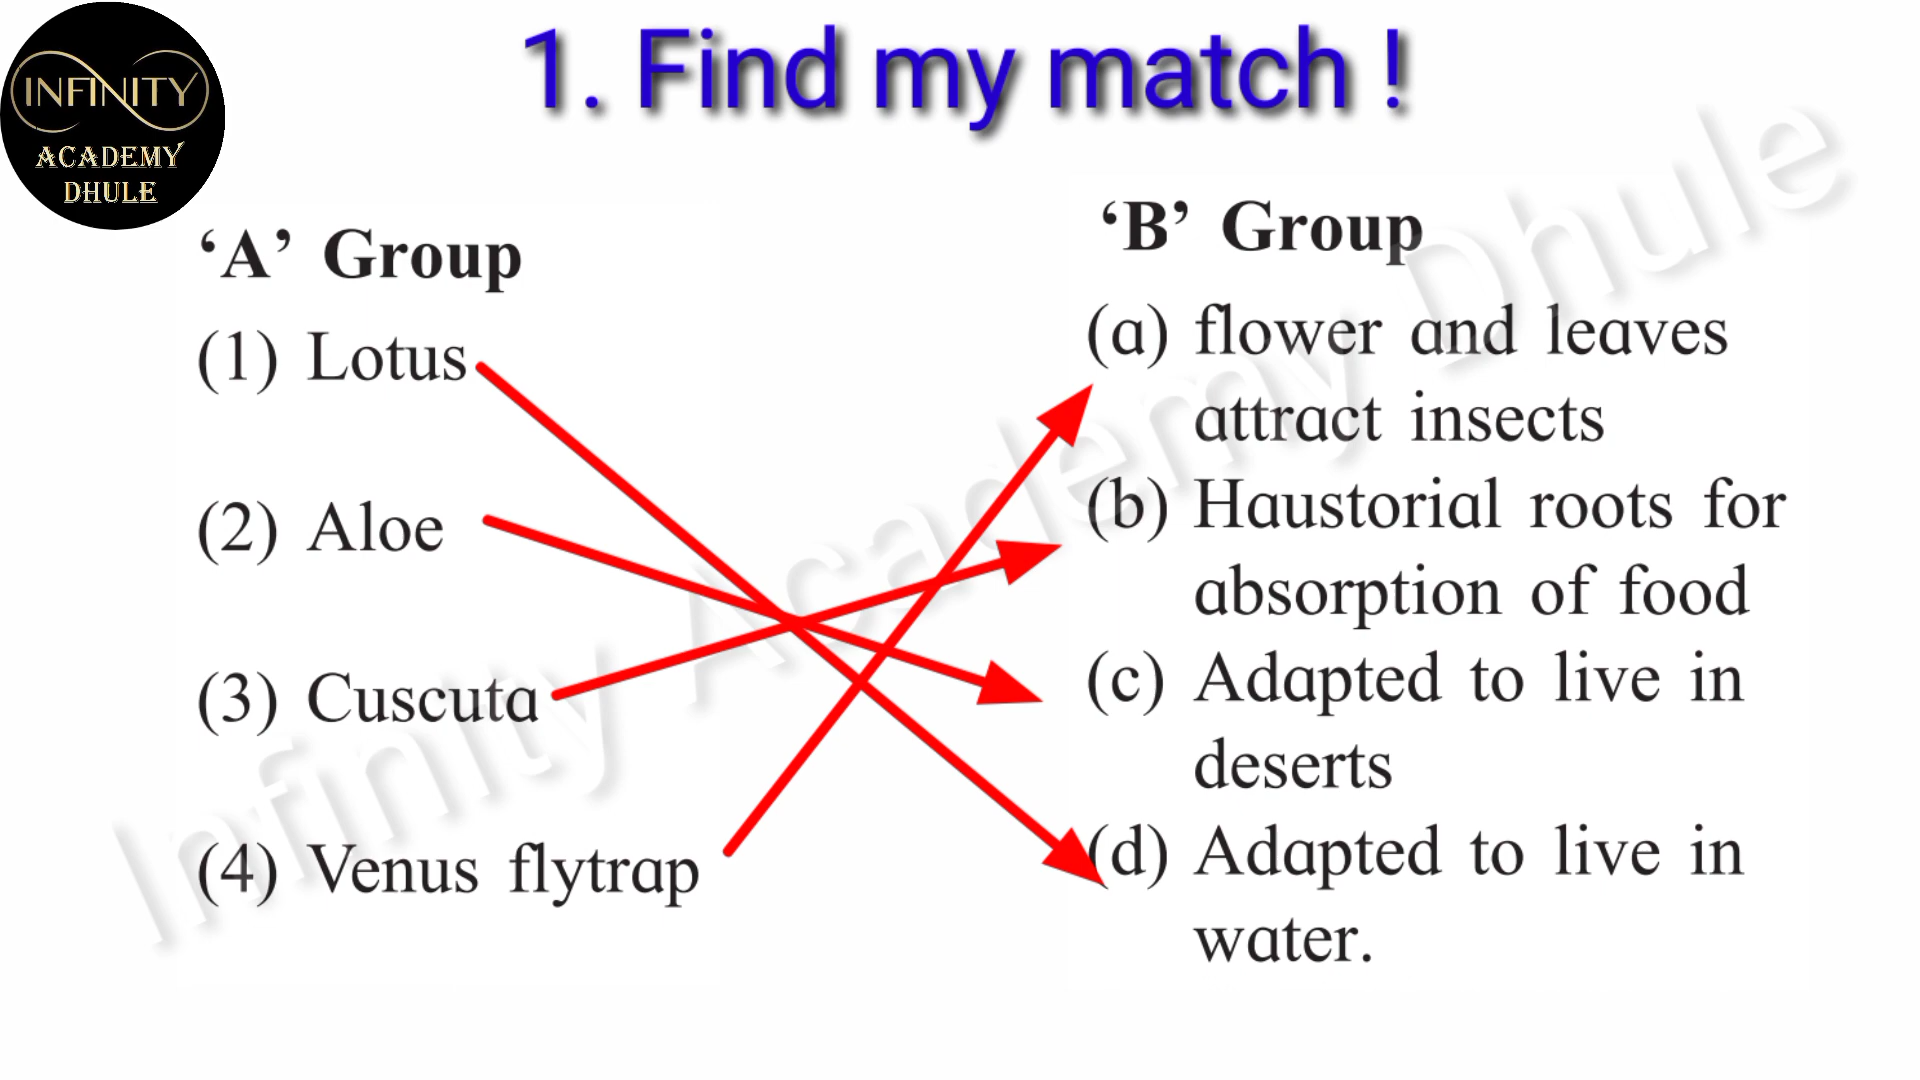 INFINITY
ACADEMY
DHULE
1. Find my match !
‘A’ Group
(1) Lotus
(2) Aloe
(3) Cuscuta
(4) Venus flytrap
‘B’ Group
(a) flower and leaves
attract insects
(b) Haustorial roots for
absorption of food
(c) Adapted to live in
deserts
(d) Adapted to live in
water.
Infinity Academy Dhule